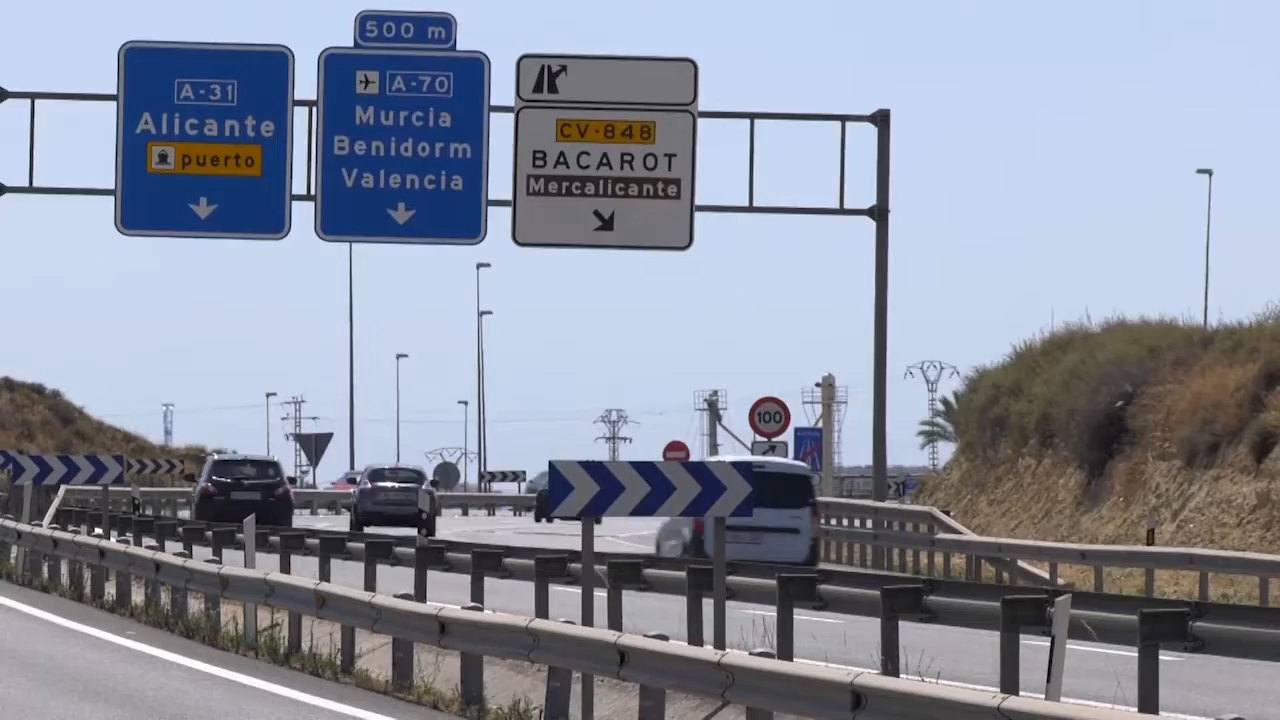 A-31
Alicante
puerto
500 m
A-70
Murcia
Benidorm
Valencia
CV-848
BACAROT
Mercalicante
100